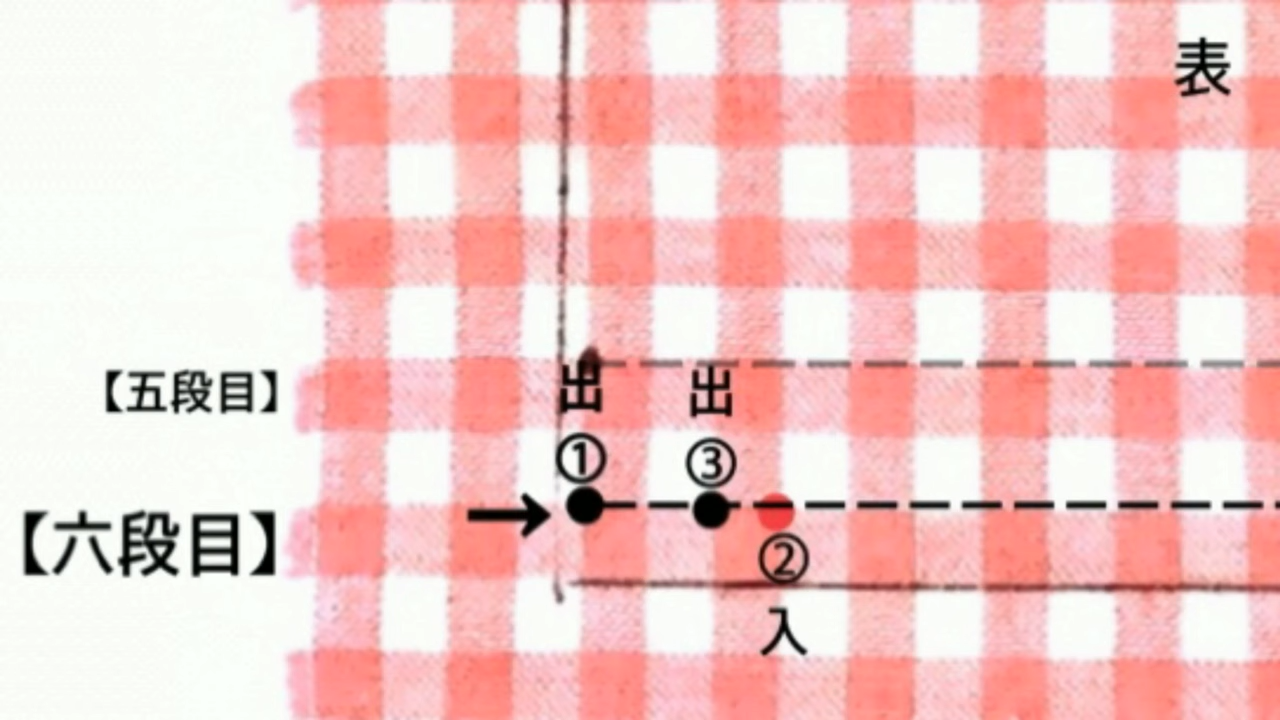 表
【五段目】
出 出
① ③
【六段目】
②
入